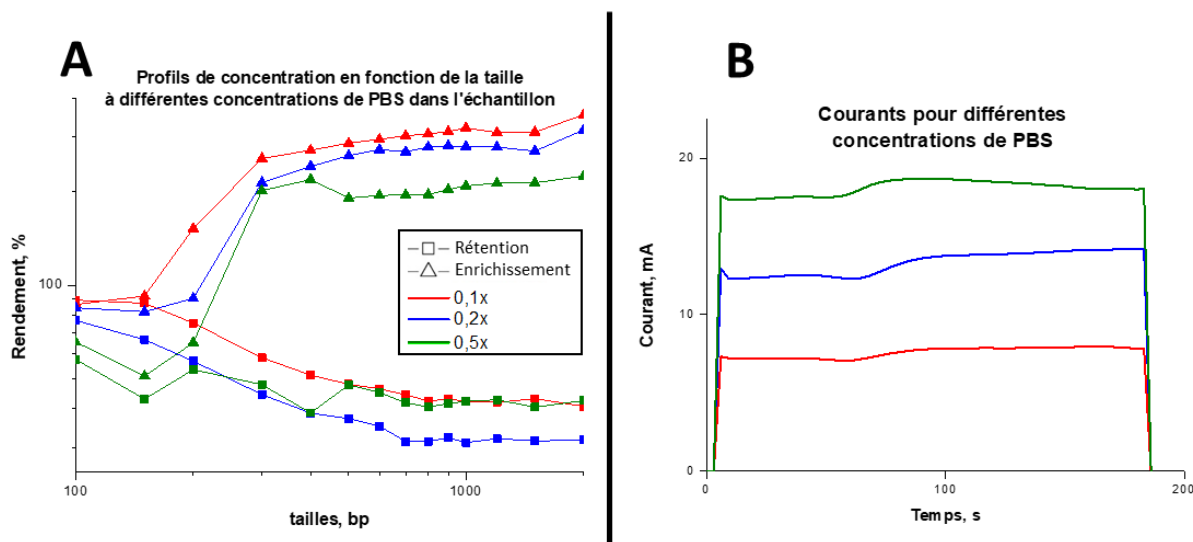 A
Profils de concentration en fonction de la taille
à différentes concentrations de PBS dans l'échantillon
Rendement, %
100
Rétention
Enrichissement
0,1x
0,2x
0,5x
100
1000
tailles, bp
B
Courants pour différentes
concentrations de PBS
Courant, mA
20
10
0
0
100
200
Temps, s